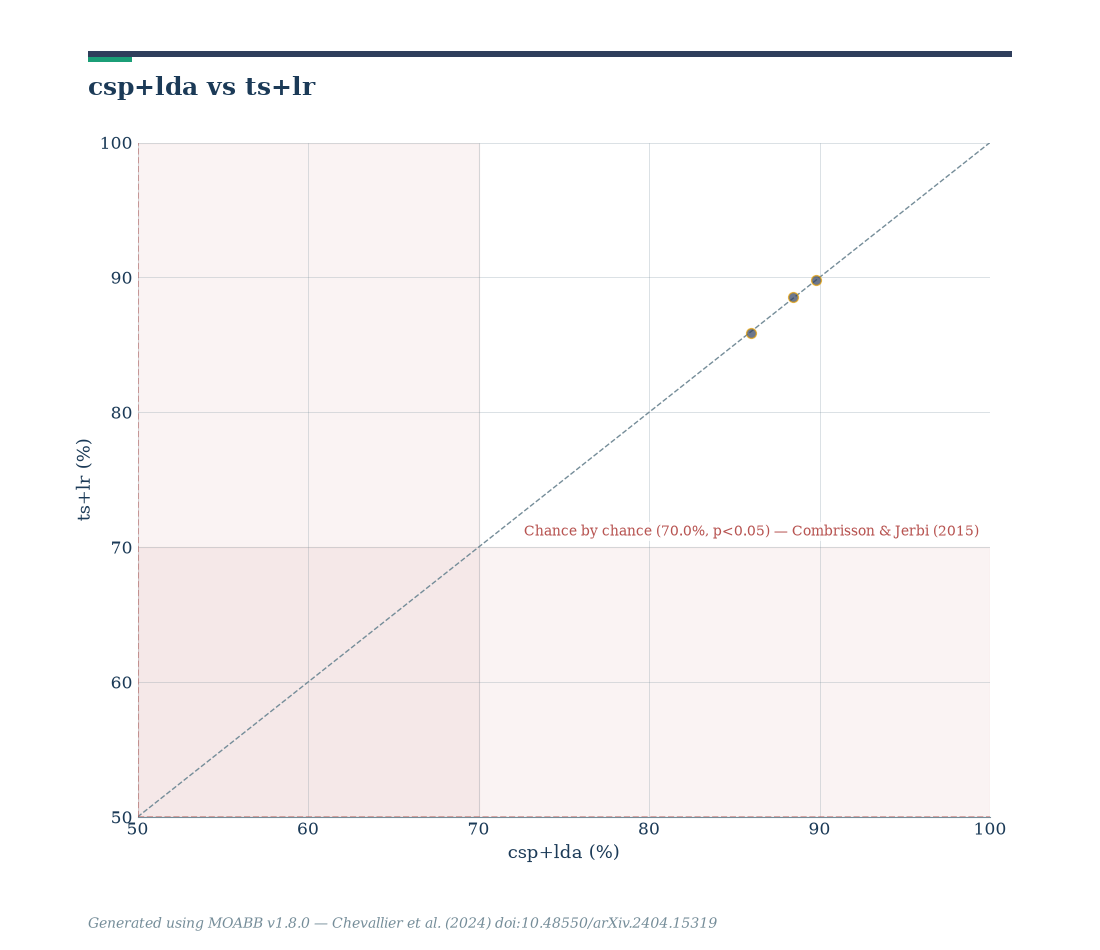 csp+lda vs ts+lr
100
90
80
70
60
50
ts+lr (%)
Chance by chance (70.0%, p<0.05) — Combrisson & Jerbi (2015)
50 60 70 80 90 100
csp+lda (%)
Generated using MOABB v1.8.0 — Chevallier et al. (2024) doi:10.48550/arXiv.2404.15319